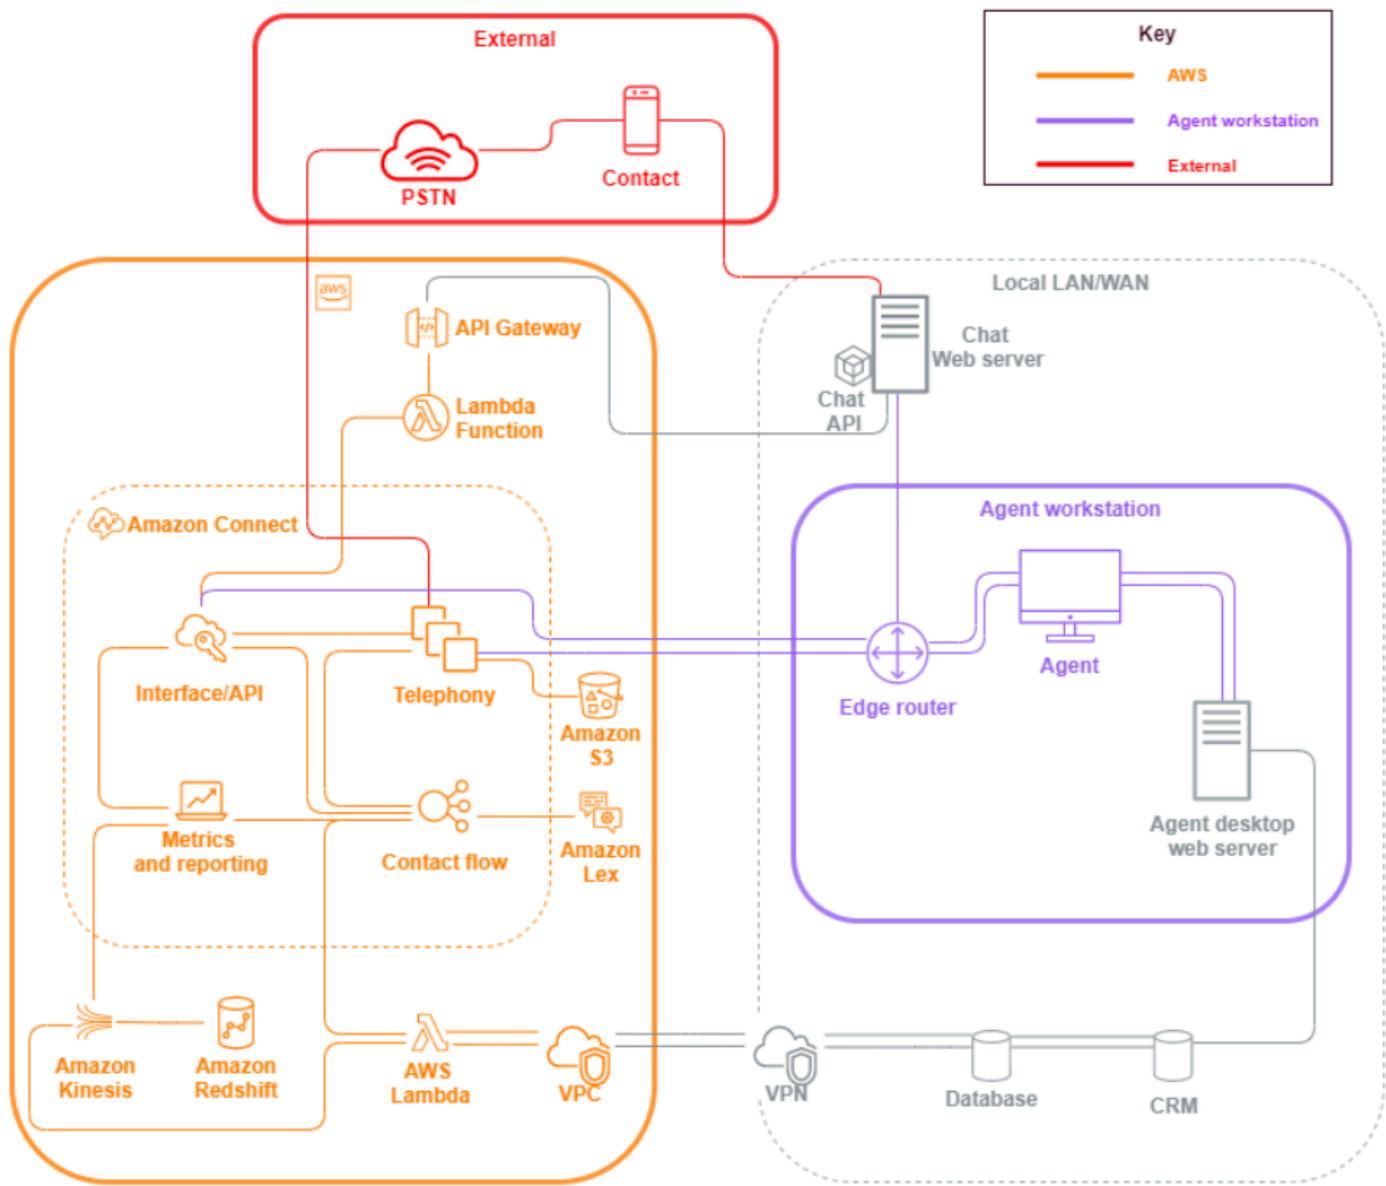 External
Key
AWS
Agent workstation
External
PSTN
Contact
aws
API Gateway
Lambda
Function
Local LAN/WAN
Chat
Web server
Chat
API
Amazon Connect
Interface/API
Telephony
Amazon
S3
Metrics
and reporting
Contact flow
Amazon
Lex
Agent workstation
Agent
Edge router
Agent desktop
web server
Amazon
Kinesis
Amazon
Redshift
AWS
Lambda
VPC
VPN
Database
CRM